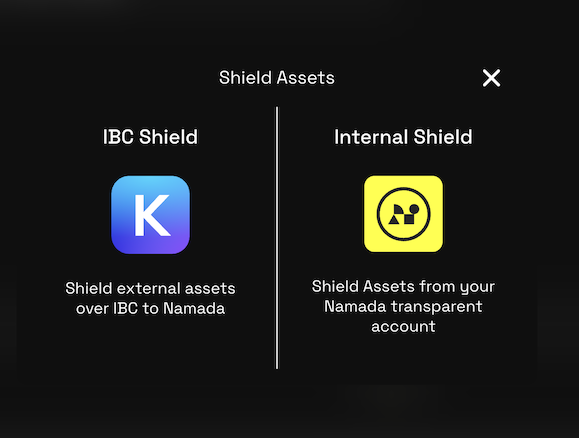 Shield Assets
IBC Shield
K
Shield external assets
over IBC to Namada
Internal Shield
Shield Assets from your
Namada transparent
account